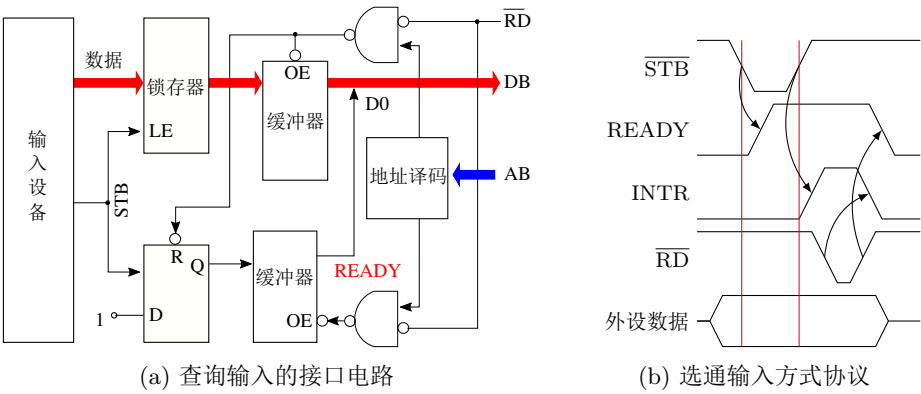 输入设备
数据
锁存器
LE
STB
OE
缓冲器
RD
DB
D0
地址译码
AB
R
Q
D
1
缓冲器
OE
READY
(a) 查询输入的接口电路
STB
READY
INTR
RD
外设数据
(b) 选通输入方式协议